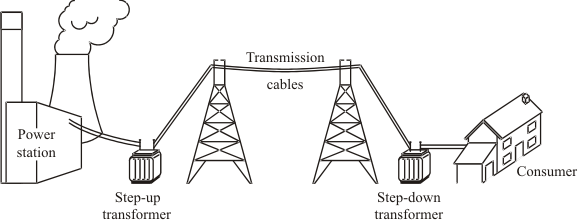 Transmission
cables
Power
station
Consumer
Step-up
transformer
Step-down
transformer